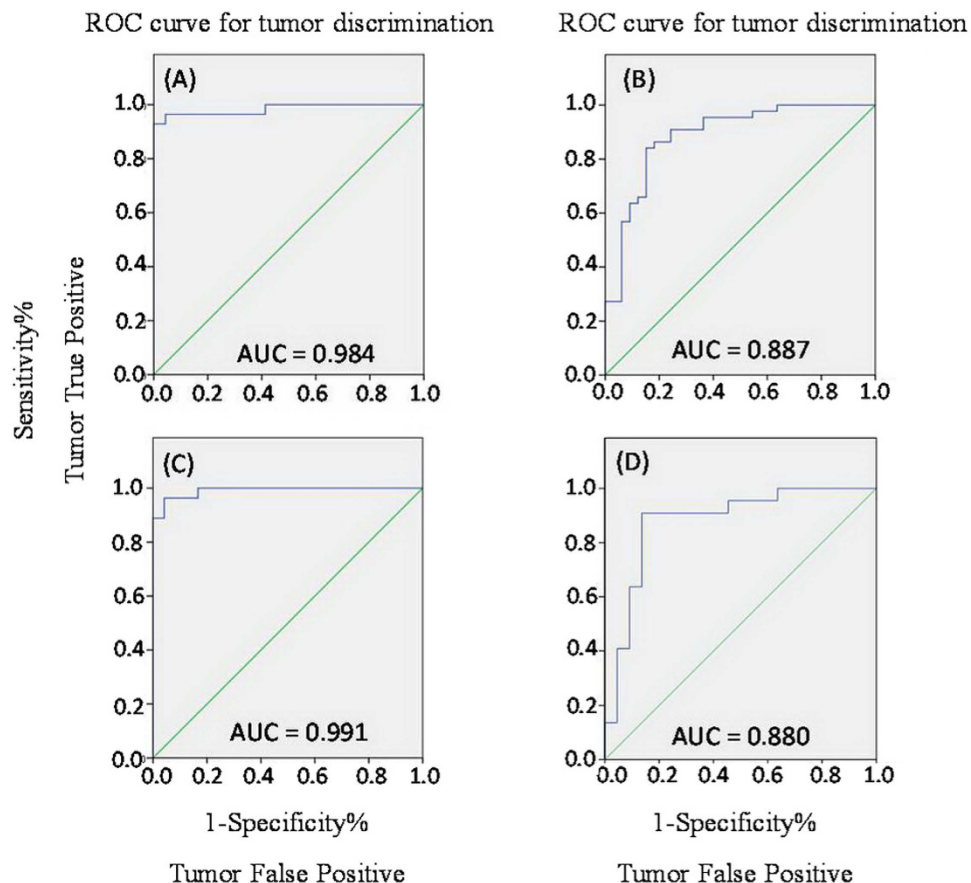 ROC curve for tumor discrimination
ROC curve for tumor discrimination
Sensitivity%
Tumor True Positive
(A)
1.0
0.8
0.6
0.4
0.2
0.0
0.0 0.2 0.4 0.6 0.8 1.0
AUC = 0.984
(B)
1.0
0.8
0.6
0.4
0.2
0.0
0.0 0.2 0.4 0.6 0.8 1.0
AUC = 0.887
(C)
1.0
0.8
0.6
0.4
0.2
0.0
0.0 0.2 0.4 0.6 0.8 1.0
AUC = 0.991
(D)
1.0
0.8
0.6
0.4
0.2
0.0
0.0 0.2 0.4 0.6 0.8 1.0
AUC = 0.880
1-Specificity%
Tumor False Positive
1-Specificity%
Tumor False Positive